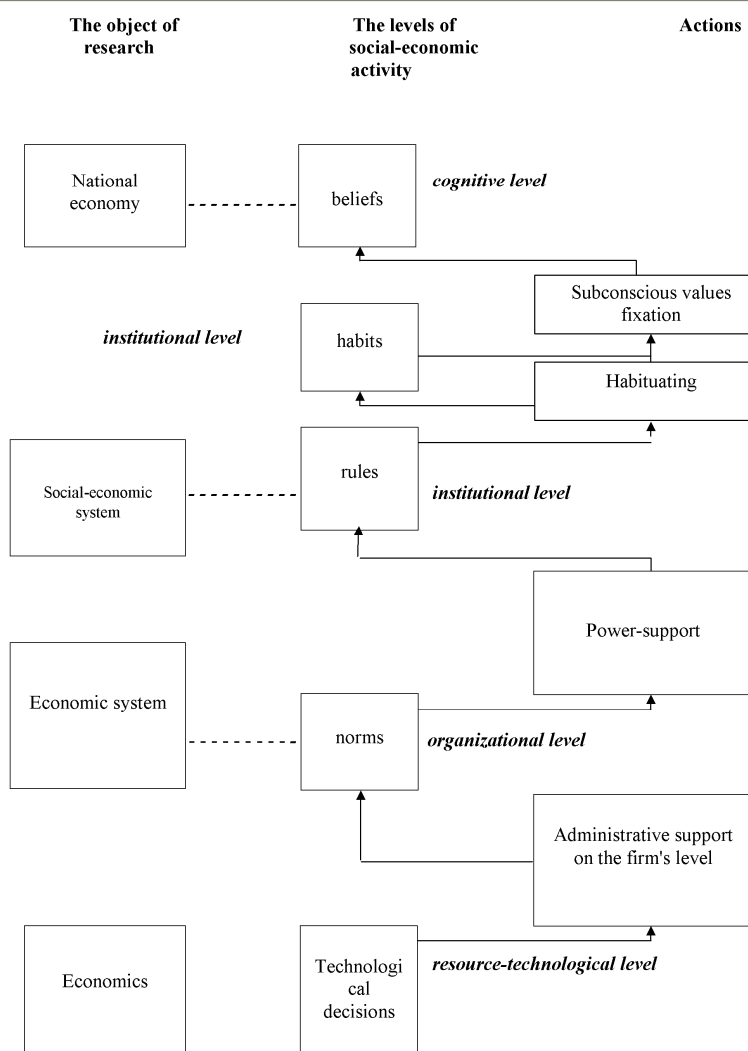 The object of
research
The levels of
social-economic
activity
Actions
National
economy
beliefs
cognitive level
Subconscious values
fixation
institutional level
habits
Habituating
Social-economic
system
rules
institutional level
Power-support
Economic system
norms
organizational level
Administrative support
on the firm's level
Economics
Technologi
cal
decisions
resource-technological level